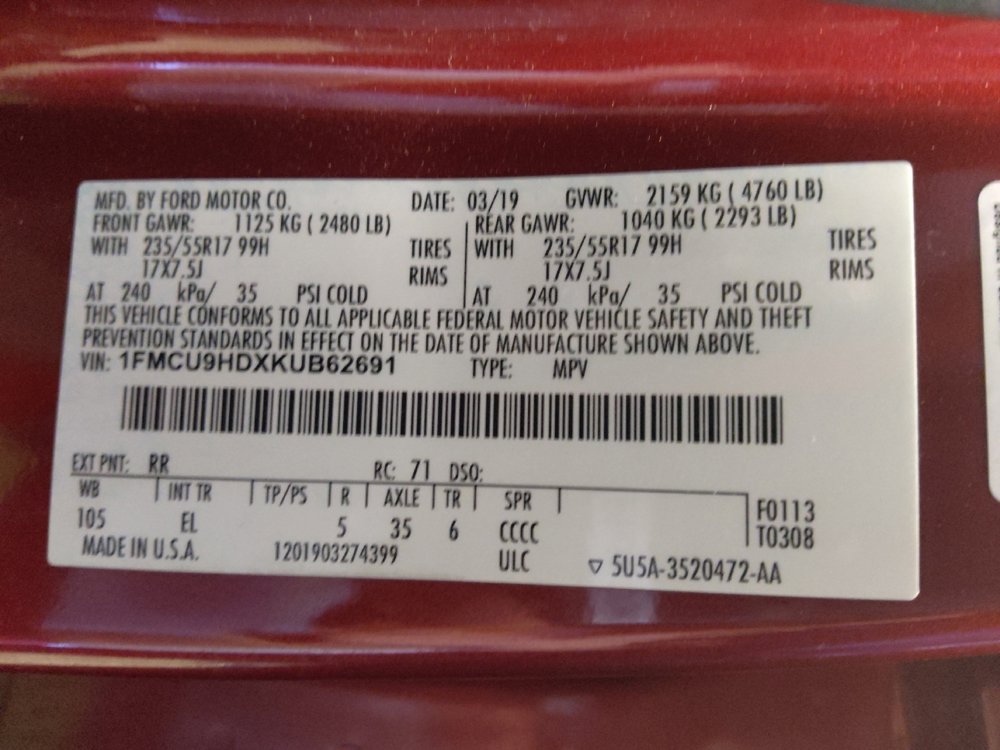 MFD. BY FORD MOTOR CO. DATE: 03/19 GVWR: 2159 KG ( 4760 LB)
FRONT GAWR: 1125 KG ( 2480 LB) REAR GAWR: 1040 KG ( 2293 LB)
WITH 235/55R17 99H TIRES WITH 235/55R17 99H TIRES
17X7.5J RIMS 17X7.5J RIMS
AT 240 kPa/ 35 PSI COLD AT 240 kPa/ 35 PSI COLD
THIS VEHICLE CONFORMS TO ALL APPLICABLE FEDERAL MOTOR VEHICLE SAFETY AND THEFT
PREVENTION STANDARDS IN EFFECT ON THE DATE OF MANUFACTURE SHOWN ABOVE.
VIN: 1FMCU9HDXKUB62691 TYPE: MPV
EXT PNT: RR RC: 71 DSO:
WB INT TR TP/PS R AXLE TR SPR
105 EL 5 35 6 CCCC
F0113
T0308
MADE IN U.S.A. 1201903274399 ULC ▽ 5U5A-3520472-AA